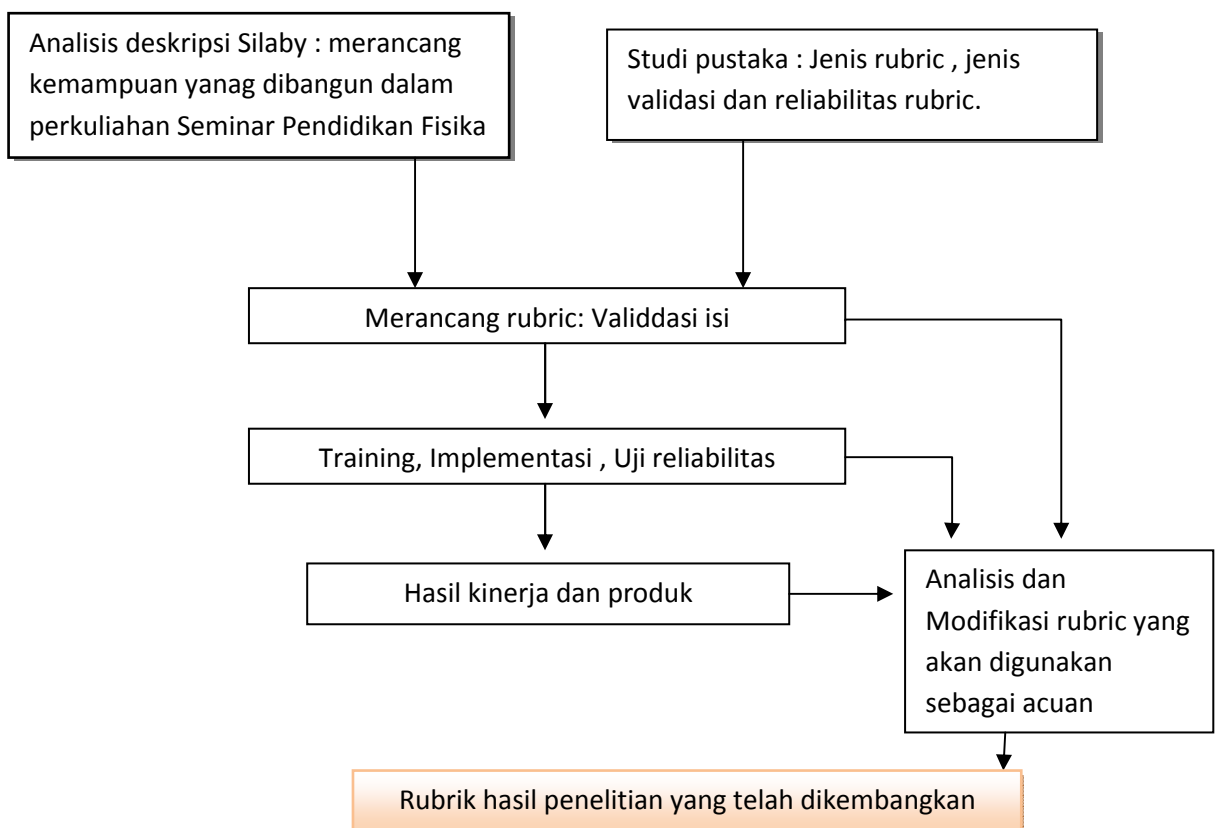 Analisis deskripsi Silaby : merancang
kemampuan yanag dibangun dalam
perkuliahan Seminar Pendidikan Fisika
Studi pustaka : Jenis rubric , jenis
validasi dan reliabilitas rubric.
Merancang rubric: Validdasi isi
Training, Implementasi , Uji reliabilitas
Hasil kinerja dan produk
Analisis dan
Modifikasi rubric yang
akan digunakan
sebagai acuan
Rubrik hasil penelitian yang telah dikembangkan